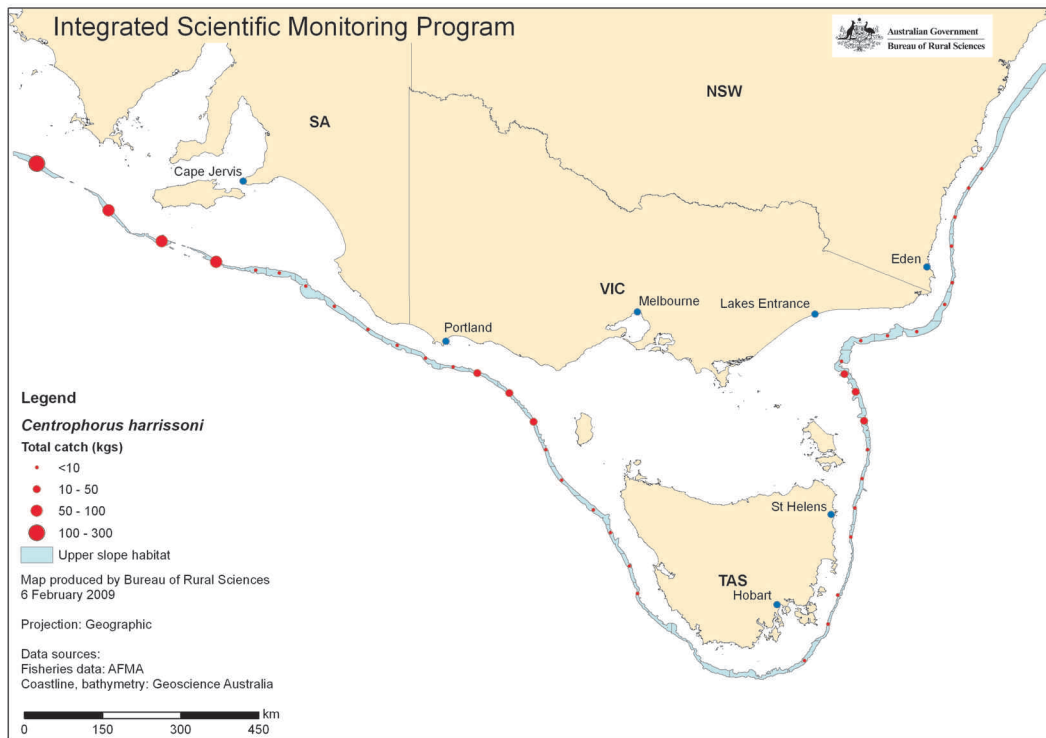 Integrated Scientific Monitoring Program
Australian Government
Bureau of Rural Sciences
NSW
SA
Cape Jervis
Eden
VIC
Melbourne
Lakes Entrance
Portland
St Helens
TAS
Hobart
Legend
Centrophorus harrissoni
Total catch (kgs)
<10
10 - 50
50 - 100
100 - 300
Upper slope habitat
Map produced by Bureau of Rural Sciences
6 February 2009
Projection: Geographic
Data sources:
Fisheries data: AFMA
Coastline, bathymetry: Geoscience Australia
km
0 150 300 450